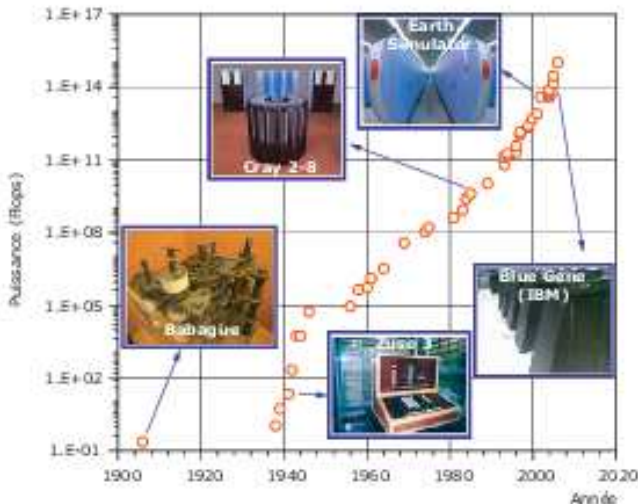 1.E+17
1.E+14
1.E+11
1.E+08
1.E+05
1.E+02
1.E-01
Puissance (flops)
Earth
Simulator
Cray 2-8
Babague
Zuse 3
Blue Gene
(IBM)
1900 1920 1940 1960 1980 2000 2020
Année